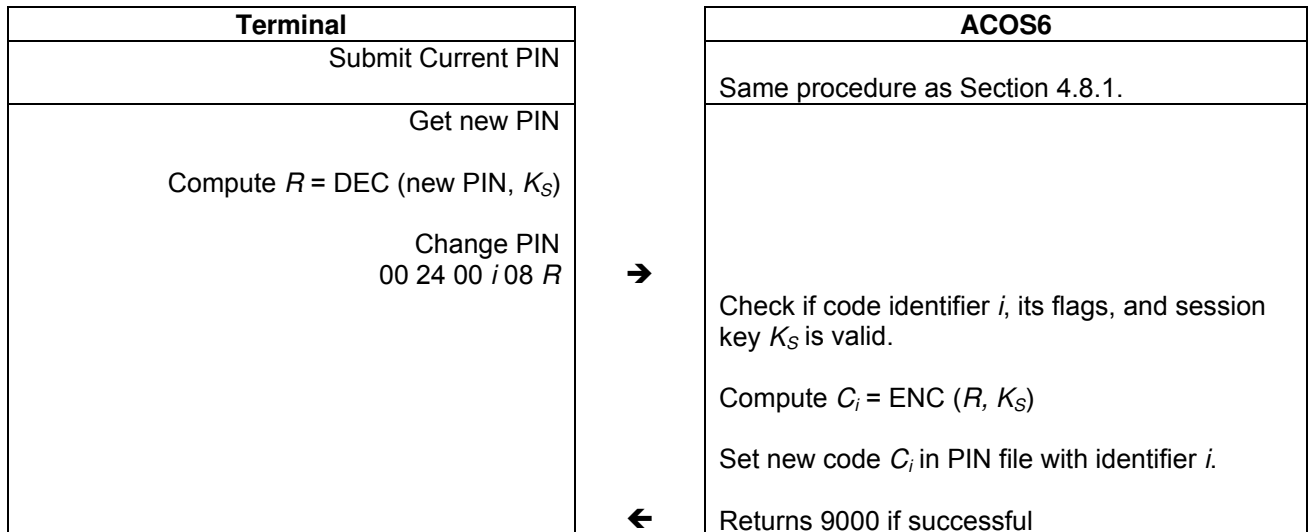 Terminal
ACOS6
Submit Current PIN
Same procedure as Section 4.8.1.
Get new PIN
Compute R = DEC (new PIN, KS)
Change PIN
00 24 00 i 08 R
➔
Check if code identifier i, its flags, and session
key KS is valid.
Compute Ci = ENC (R, KS)
Set new code Ci in PIN file with identifier i.
🡸 Returns 9000 if successful